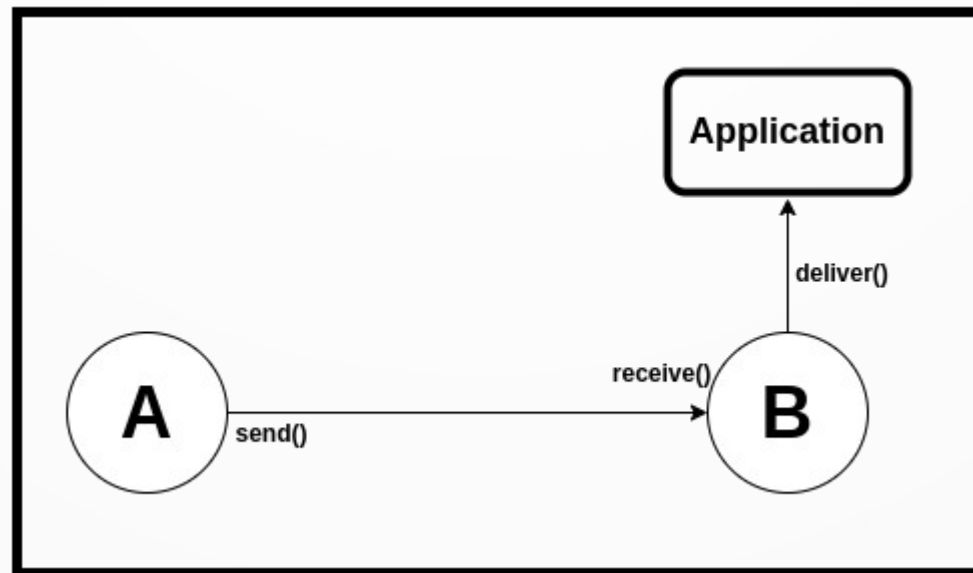 Application
deliver()
receive()
A
B
send()